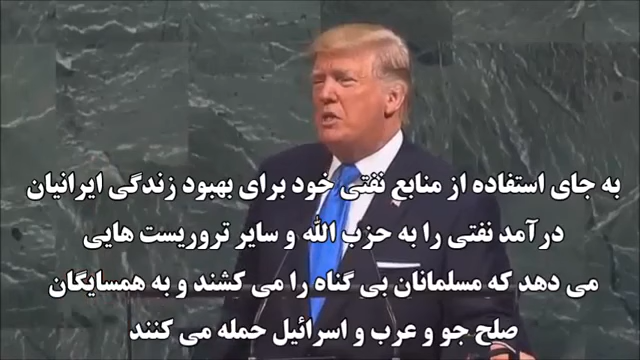 به جای استفاده از منابع نفتی خود برای بهبود زندگی ایرانیان
درآمد نفتی را به حزب الله و سایر تروریست هایی
می دهد که مسلمانان بی گناه را می کشند و به همسایگان
صلح جو و عرب و اسرائیل حمله می کنند